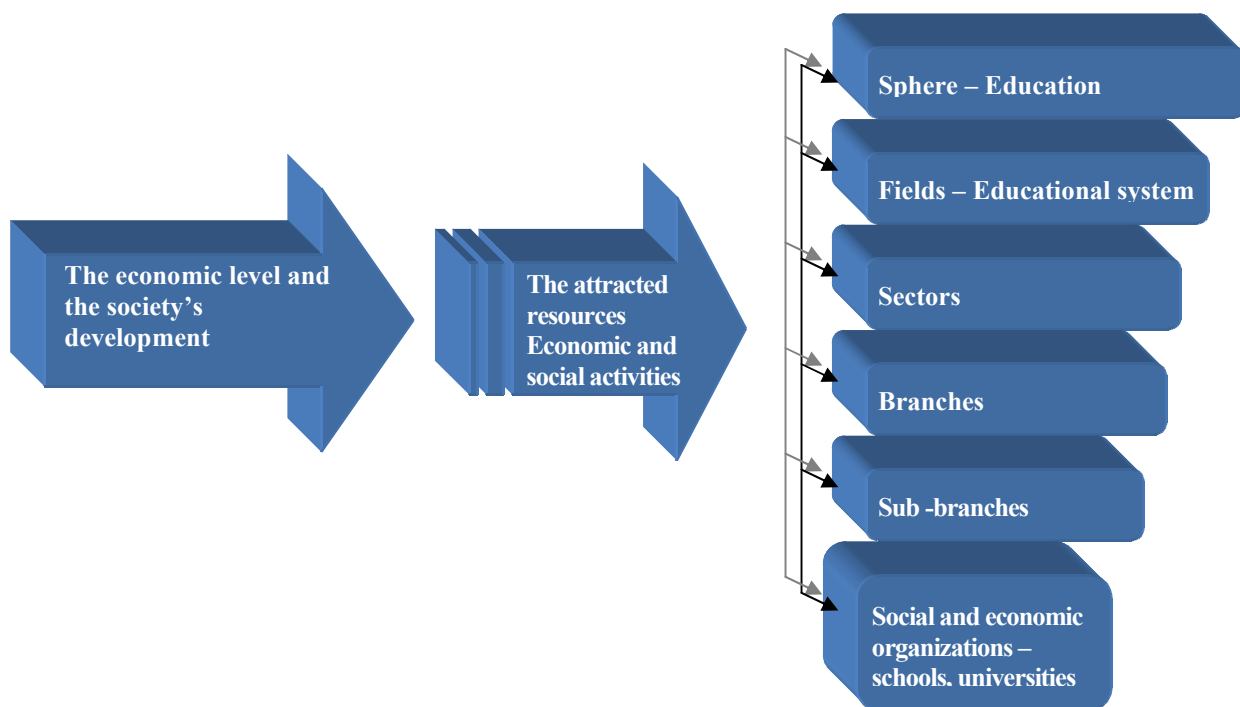 The economic level and
the society’s
development
The attracted
resources
Economic and
social activities
Sphere – Education
Fields – Educational system
Sectors
Branches
Sub -branches
Social and economic
organizations –
schools, universities